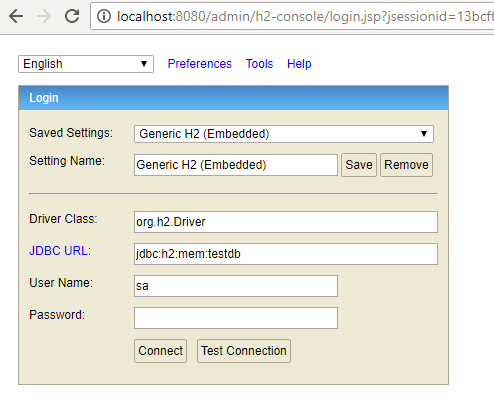 localhost:8080/admin/h2-console/login.jsp?jsessionid=13bcff
English Preferences Tools Help
Login
Saved Settings: Generic H2 (Embedded)
Setting Name: Generic H2 (Embedded) Save Remove
Driver Class: org.h2.Driver
JDBC URL: jdbc:h2:mem:testdb
User Name: sa
Password:
Connect Test Connection